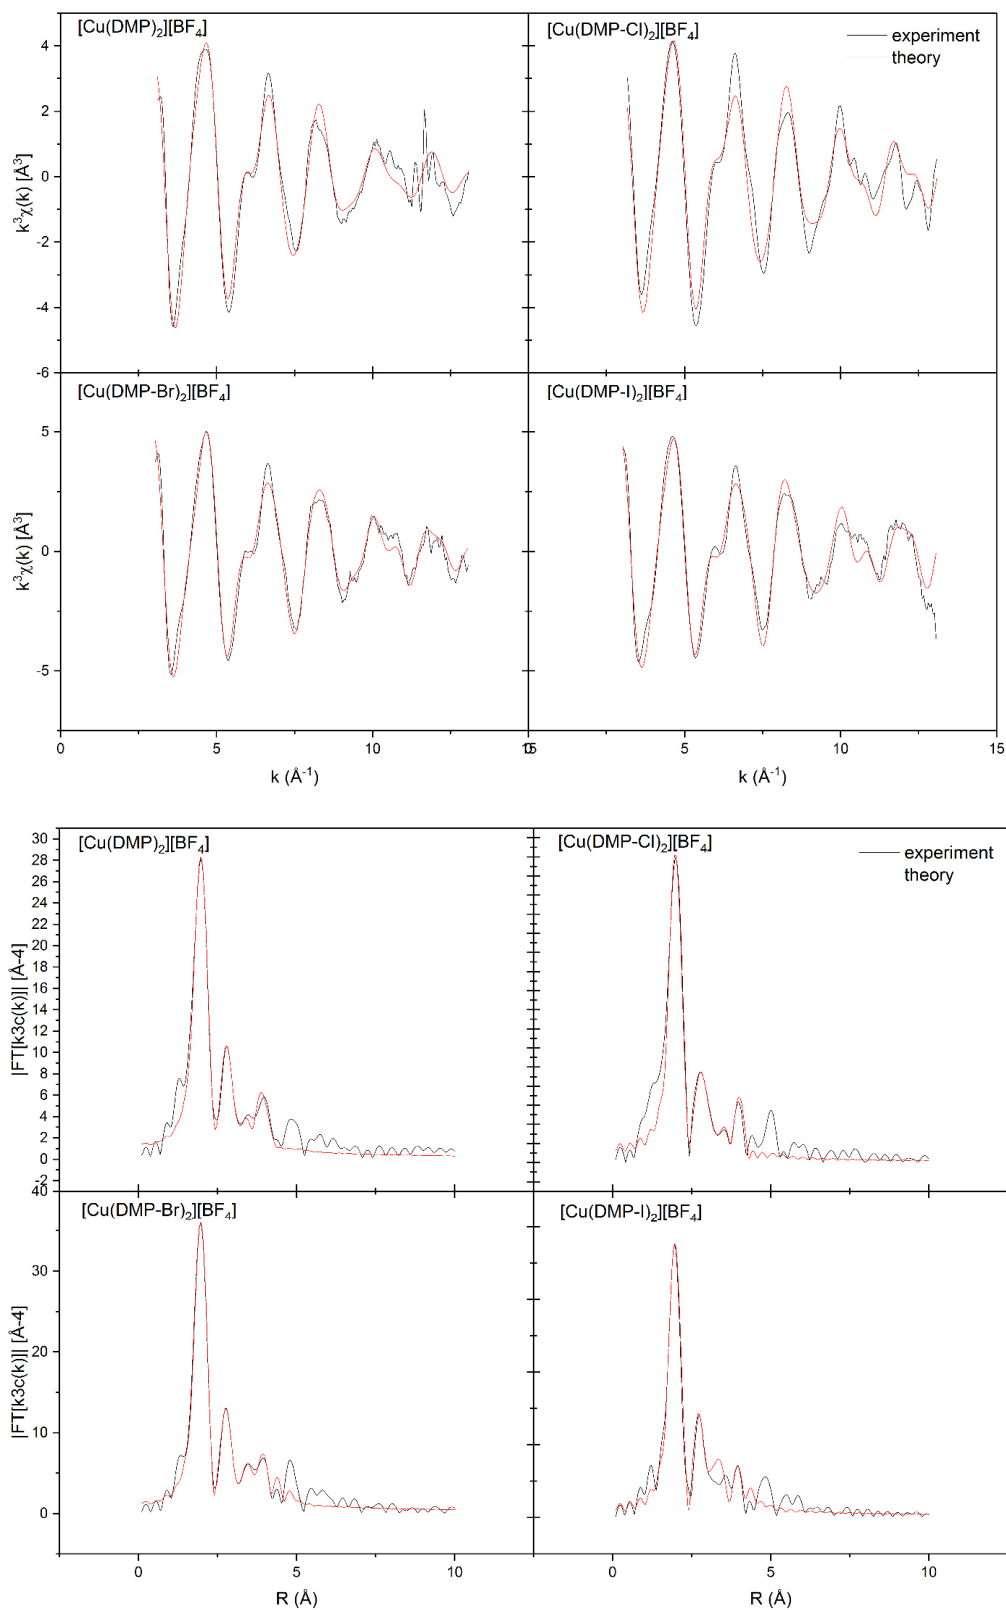 [Cu(DMP)₂][BF₄]
[Cu(DMP-Cl)₂][BF₄]
experiment
theory
4
2
0
-2
-4
-6
k³χ(k) [Å³]
[Cu(DMP-Br)₂][BF₄]
[Cu(DMP-I)₂][BF₄]
5
0
-5
k³χ(k) [Å³]
0 5 10 5 10 15
k (Å⁻¹)
k (Å⁻¹)
[Cu(DMP)₂][BF₄]
[Cu(DMP-Cl)₂][BF₄]
experiment
theory
30
28
26
24
22
20
18
16
14
12
10
8
6
4
2
0
-2
|FT[k3c(k)]| [Å-4]
[Cu(DMP-Br)₂][BF₄]
[Cu(DMP-I)₂][BF₄]
40
30
20
10
0
|FT[k3c(k)]| [Å-4]
0 5 10 0 5 10
R (Å)
R (Å)